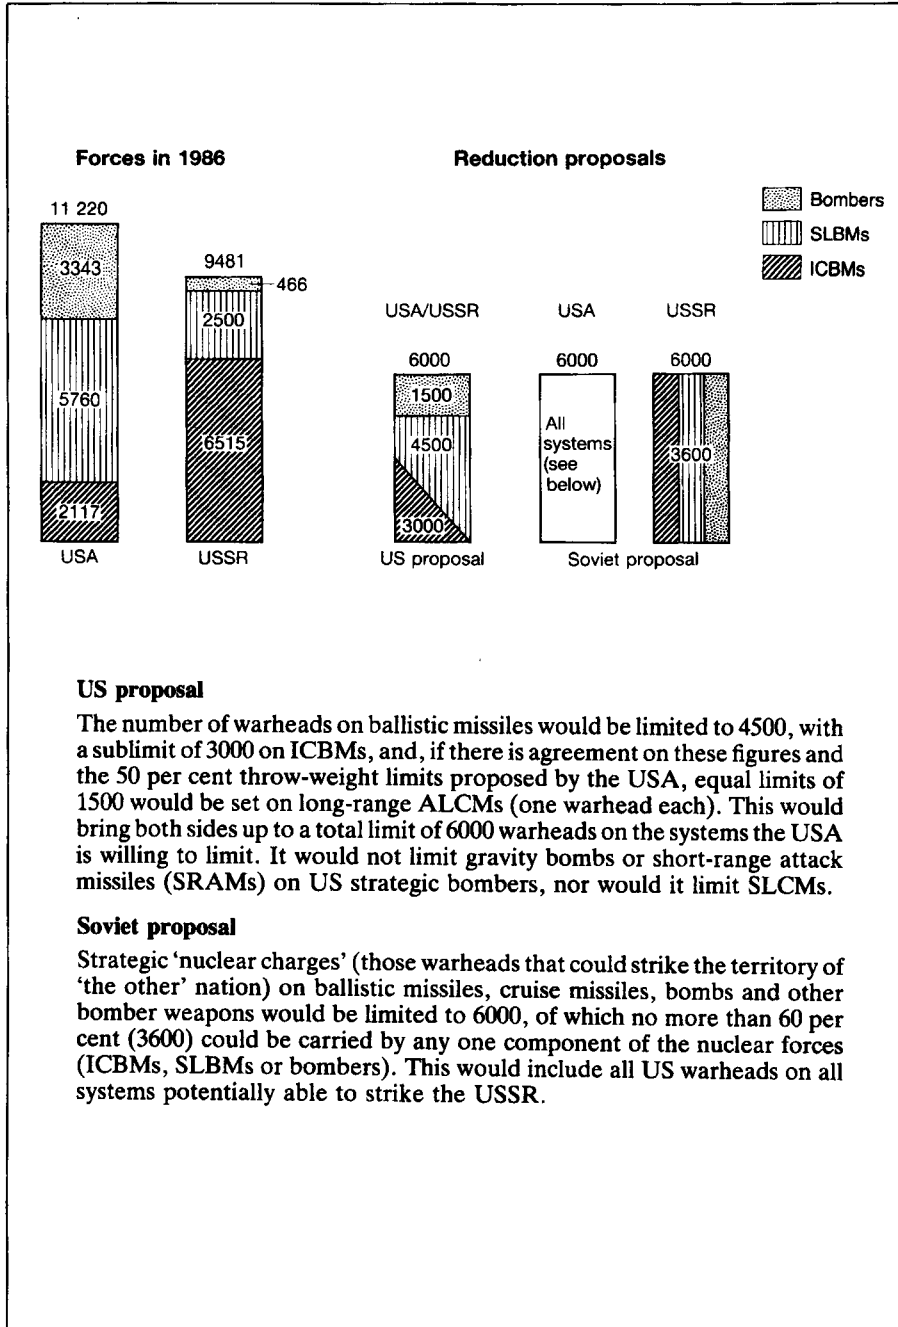 Forces in 1986
Reduction proposals
Bombers
SLBMs
ICBMs
11 220
3343
5760
2117
USA
9481
466
2500
6515
USSR
USA/USSR
6000
1500
4500
3000
US proposal
USA
6000
All
systems
(see
below)
USSR
6000
3600
Soviet proposal
US proposal
The number of warheads on ballistic missiles would be limited to 4500, with
a sublimit of 3000 on ICBMs, and, if there is agreement on these figures and
the 50 per cent throw-weight limits proposed by the USA, equal limits of
1500 would be set on long-range ALCMs (one warhead each). This would
bring both sides up to a total limit of 6000 warheads on the systems the USA
is willing to limit. It would not limit gravity bombs or short-range attack
missiles (SRAMs) on US strategic bombers, nor would it limit SLCMs.
Soviet proposal
Strategic 'nuclear charges' (those warheads that could strike the territory of
'the other' nation) on ballistic missiles, cruise missiles, bombs and other
bomber weapons would be limited to 6000, of which no more than 60 per
cent (3600) could be carried by any one component of the nuclear forces
(ICBMs, SLBMs or bombers). This would include all US warheads on all
systems potentially able to strike the USSR.